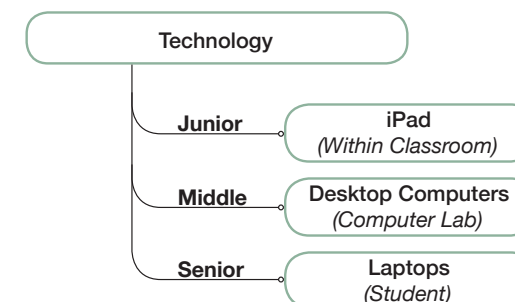 Technology
Junior
iPad
(Within Classroom)
Middle
Desktop Computers
(Computer Lab)
Senior
Laptops
(Student)